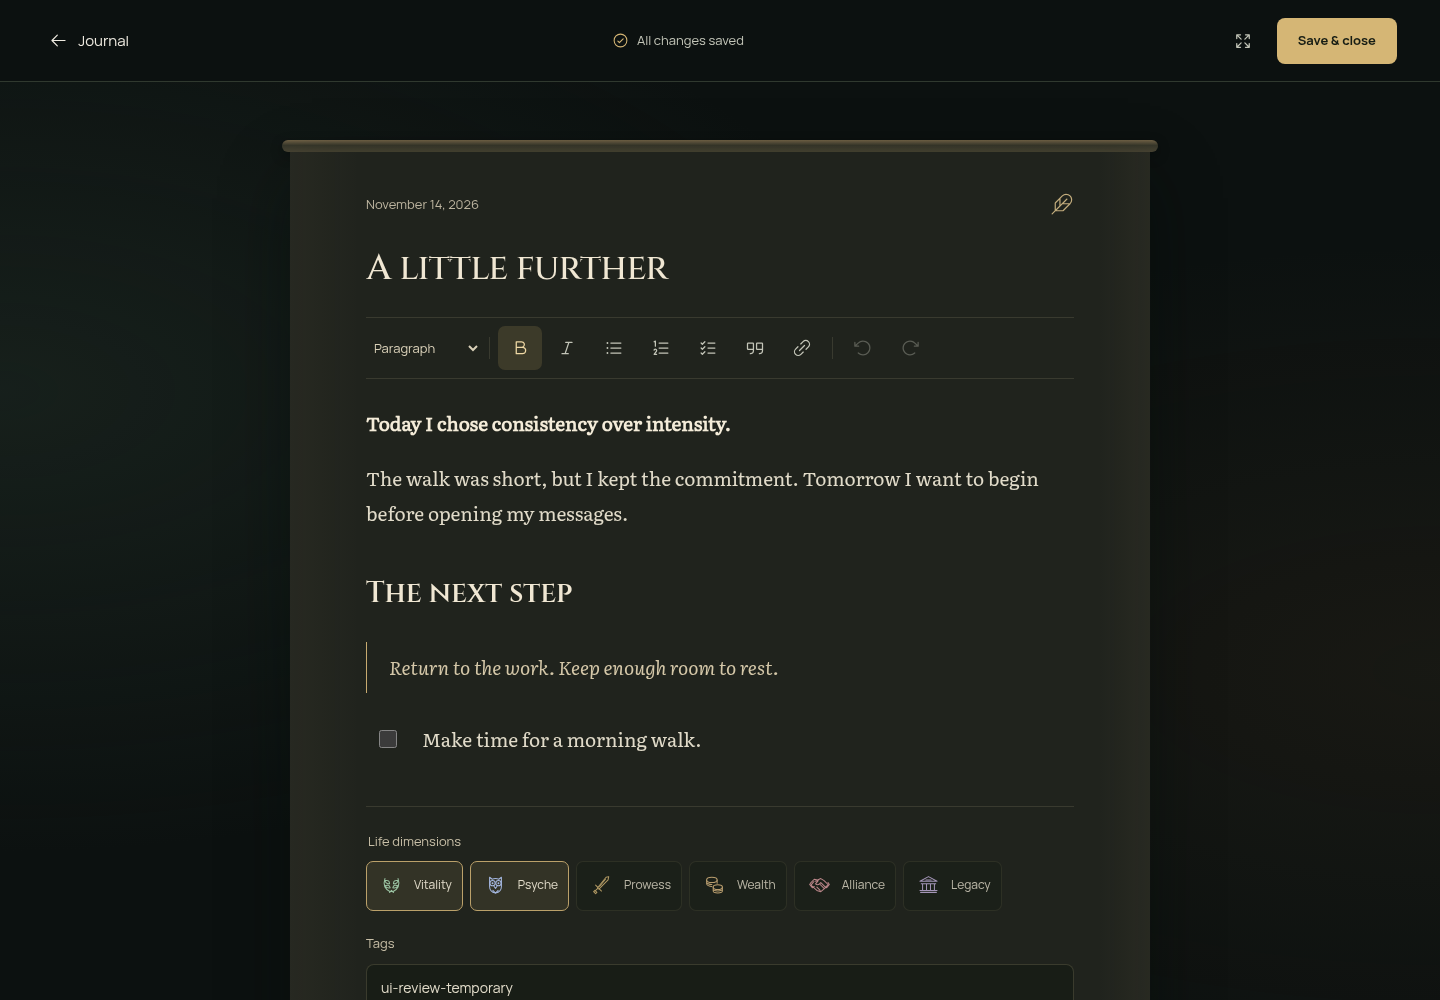 Journal
All changes saved
Save & close
November 14, 2026
A little further
Paragraph
Today I chose consistency over intensity.
The walk was short, but I kept the commitment. Tomorrow I want to begin
before opening my messages.
The next step
Return to the work. Keep enough room to rest.
Make time for a morning walk.
Life dimensions
Vitality
Psyche
Prowess
Wealth
Alliance
Legacy
Tags
ui-review-temporary